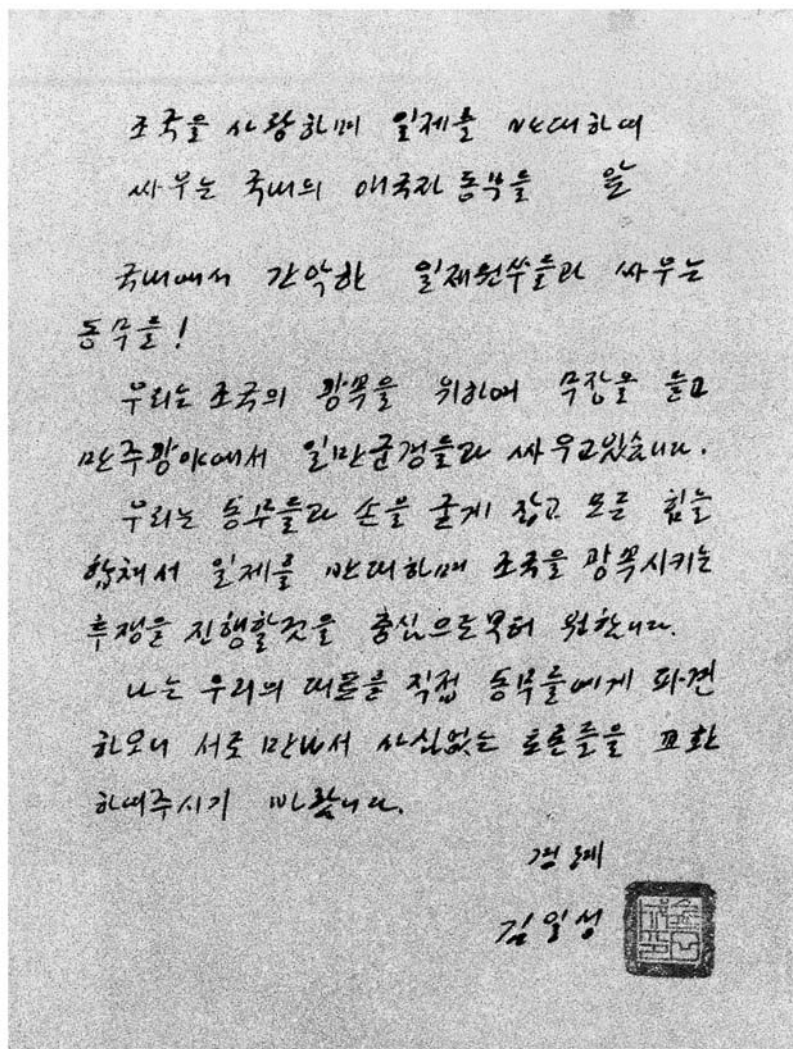 조국을 사랑하며 일제를 반대하여
싸우는 국내의 애국자 동무들 앞
국내에서 간악한 일제원쑤들과 싸우는
동무들!
우리는 조국의 광복을 위하여 무장을 들고
만주광야에서 일만군경들과 싸우고있습니다.
우리는 동무들과 손을 굳게 잡고 모든 힘을
합쳐서 일제를 반대하며 조국을 광복시키는
투쟁을 진행할것을 충심으로부터 원합니다.
나는 우리의 대표를 직접 동무들에게 파견
하오니 서로 만나서 사심없는 토론들을 교환
하여주시기 바랍니다.
경례
김일성